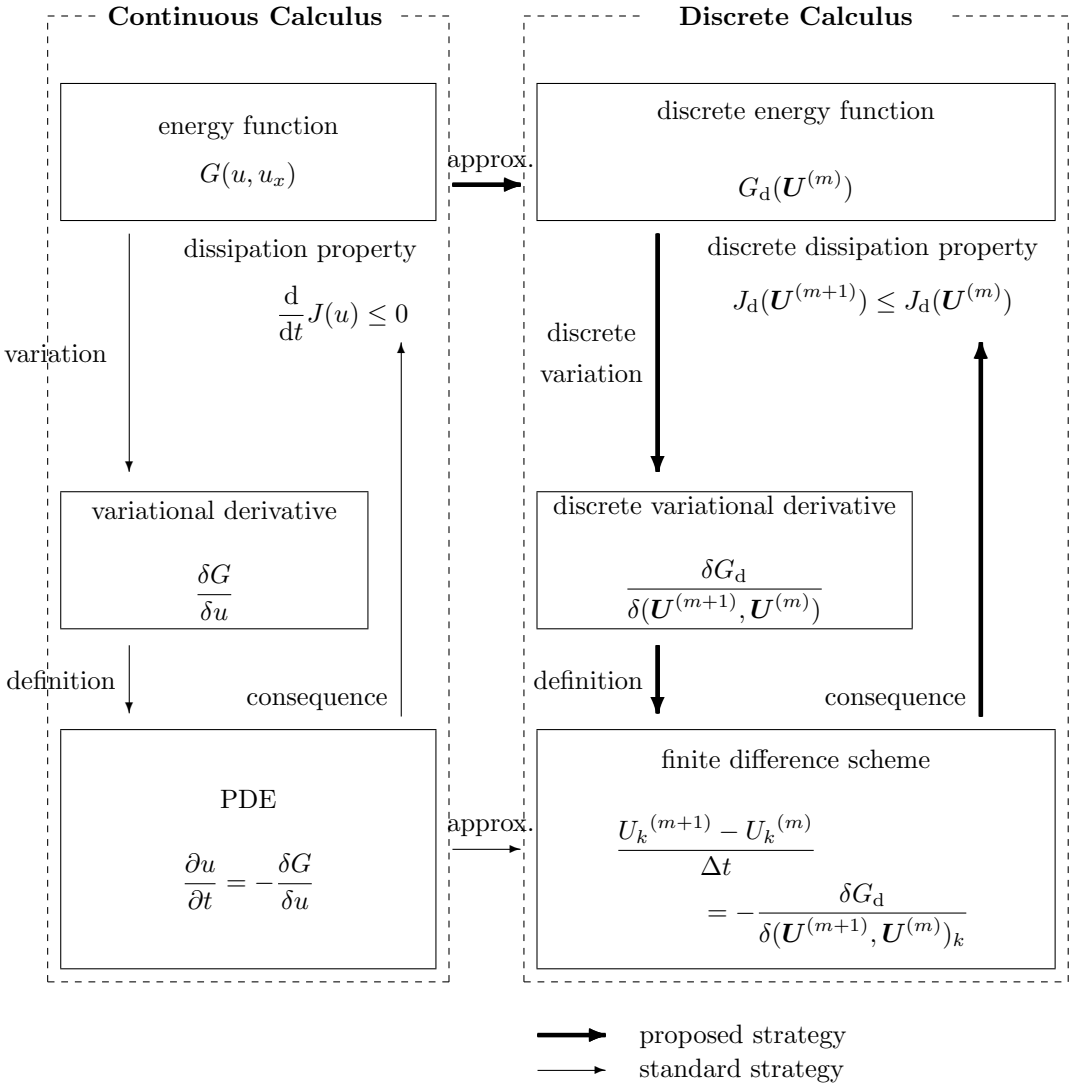 Continuous Calculus
energy function
G(u, u_x)
dissipation property
d/dt J(u) ≤ 0
variation
variational derivative
δG/δu
definition
consequence
PDE
∂u/∂t = −δG/δu
approx.
approx.
Discrete Calculus
discrete energy function
G_d(U^(m))
discrete dissipation property
J_d(U^(m+1)) ≤ J_d(U^(m))
discrete
variation
discrete variational derivative
δG_d/δ(U^(m+1), U^(m))
definition
consequence
finite difference scheme
(U_k^(m+1) − U_k^(m))/Δt
= −δG_d/δ(U^(m+1), U^(m))_k
proposed strategy
standard strategy